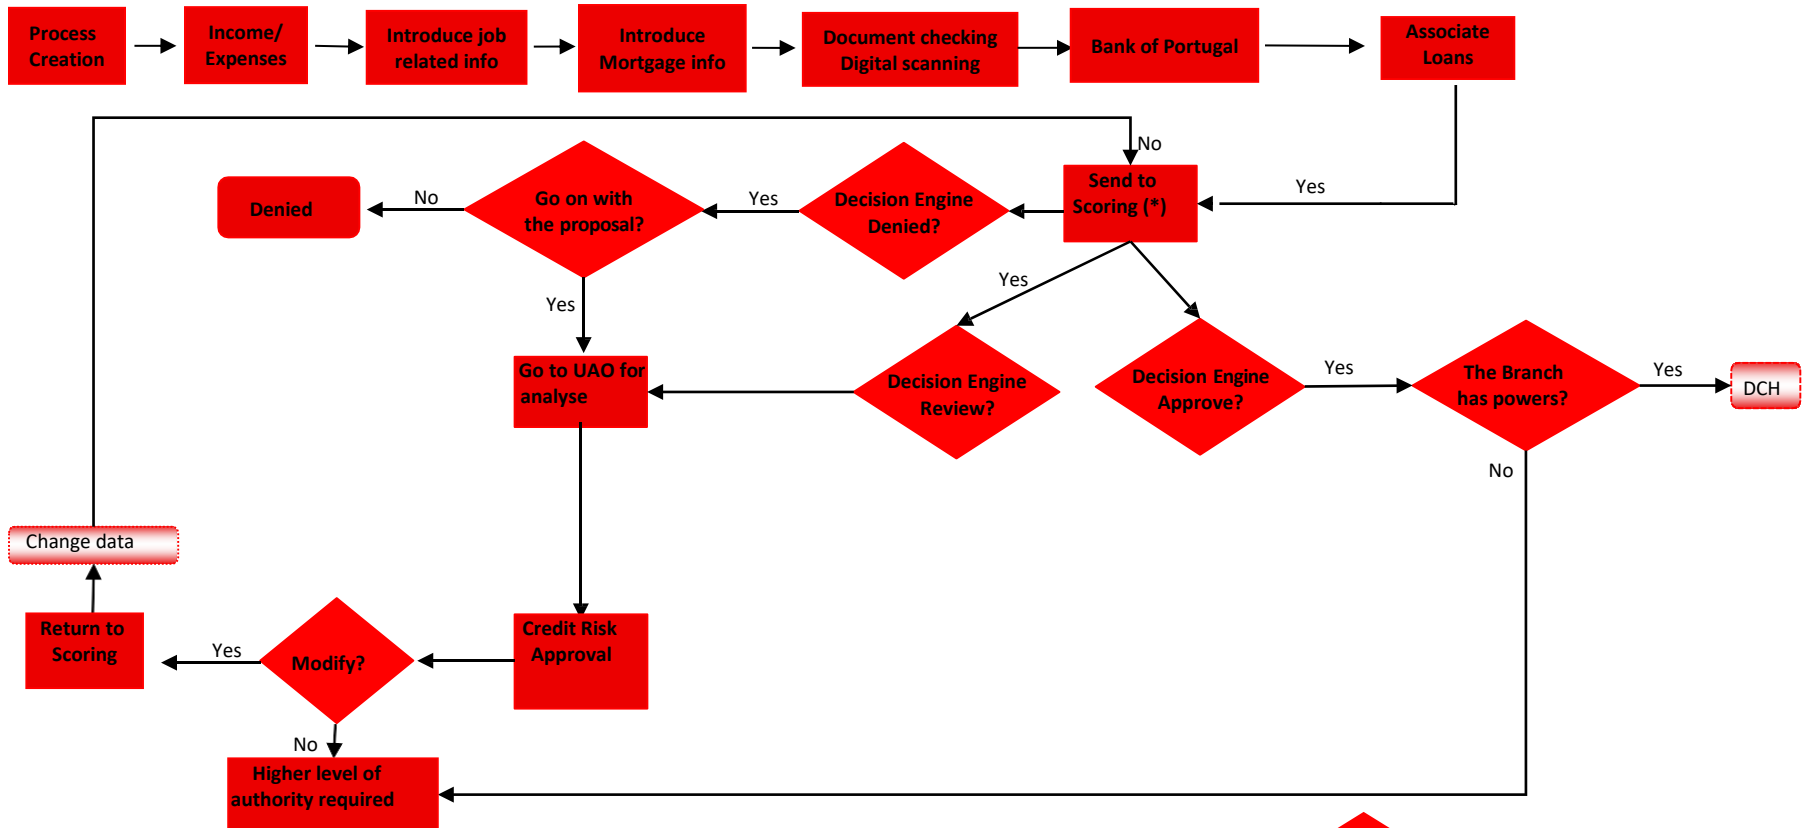 Process
Creation
Income/
Expenses
Introduce job
related info
Introduce
Mortgage info
Document checking
Digital scanning
Bank of Portugal
Associate
Loans
No
Send to
Scoring (*)
Yes
Decision Engine
Denied?
Yes
Go on with
the proposal?
No
Denied
Yes
Yes
Go to UAO for
analyse
Decision Engine
Review?
Decision Engine
Approve?
Yes
The Branch
has powers?
Yes
DCH
No
Change data
Return to
Scoring
Yes
Modify?
Credit Risk
Approval
No
Higher level of
authority required